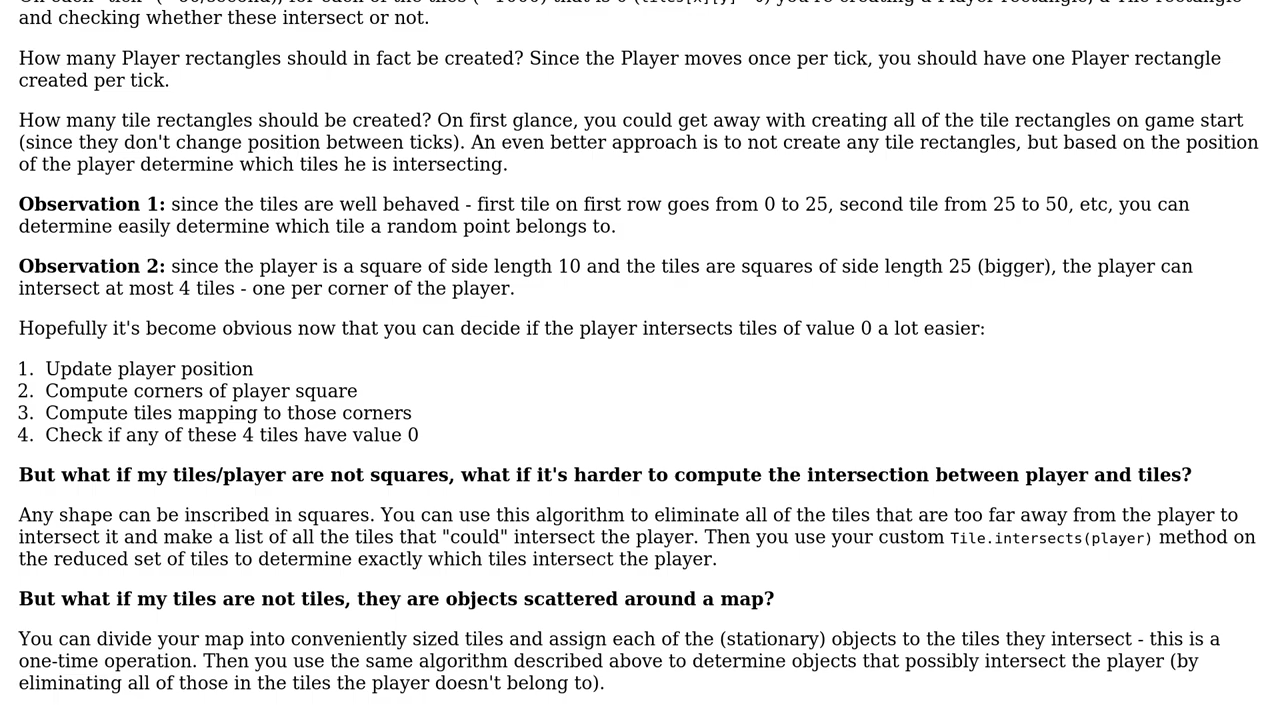 and checking whether these intersect or not.
How many Player rectangles should in fact be created? Since the Player moves once per tick, you should have one Player rectangle
created per tick.
How many tile rectangles should be created? On first glance, you could get away with creating all of the tile rectangles on game start
(since they don't change position between ticks). An even better approach is to not create any tile rectangles, but based on the position
of the player determine which tiles he is intersecting.
Observation 1: since the tiles are well behaved - first tile on first row goes from 0 to 25, second tile from 25 to 50, etc, you can
determine easily determine which tile a random point belongs to.
Observation 2: since the player is a square of side length 10 and the tiles are squares of side length 25 (bigger), the player can
intersect at most 4 tiles - one per corner of the player.
Hopefully it's become obvious now that you can decide if the player intersects tiles of value 0 a lot easier:
1. Update player position
2. Compute corners of player square
3. Compute tiles mapping to those corners
4. Check if any of these 4 tiles have value 0
But what if my tiles/player are not squares, what if it's harder to compute the intersection between player and tiles?
Any shape can be inscribed in squares. You can use this algorithm to eliminate all of the tiles that are too far away from the player to
intersect it and make a list of all the tiles that "could" intersect the player. Then you use your custom Tile.intersects(player) method on
the reduced set of tiles to determine exactly which tiles intersect the player.
But what if my tiles are not tiles, they are objects scattered around a map?
You can divide your map into conveniently sized tiles and assign each of the (stationary) objects to the tiles they intersect - this is a
one-time operation. Then you use the same algorithm described above to determine objects that possibly intersect the player (by
eliminating all of those in the tiles the player doesn't belong to).